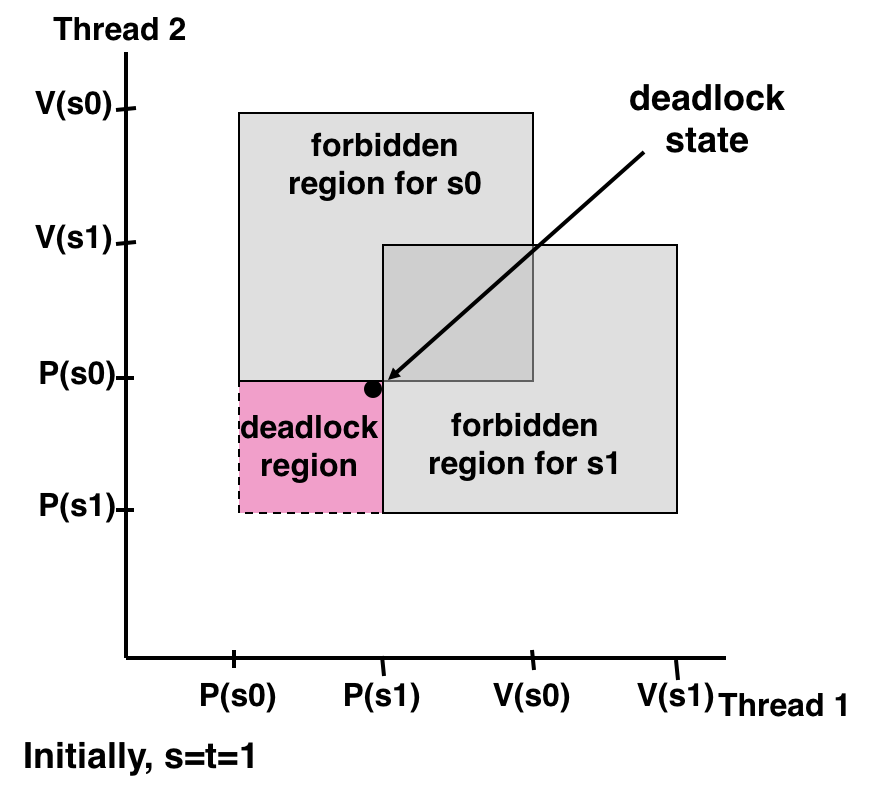 Thread 2
V(s0)
V(s1)
P(s0)
P(s1)
forbidden
region for s0
deadlock
state
deadlock
region
forbidden
region for s1
P(s0)
P(s1)
V(s0)
V(s1)
Thread 1
Initially, s=t=1